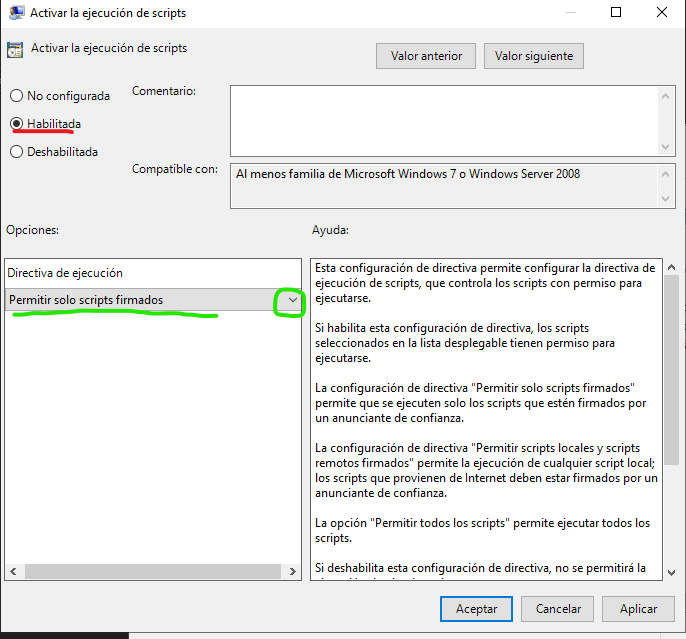 Activar la ejecución de scripts
Activar la ejecución de scripts
Valor anterior
Valor siguiente
No configurada
Habilitada
Deshabilitada
Comentario:
Compatible con:
Al menos familia de Microsoft Windows 7 o Windows Server 2008
Opciones:
Ayuda:
Directiva de ejecución
Permitir solo scripts firmados
Esta configuración de directiva permite configurar la directiva de
ejecución de scripts, que controla los scripts con permiso para
ejecutarse.
Si habilita esta configuración de directiva, los scripts
seleccionados en la lista desplegable tienen permiso para
ejecutarse.
La configuración de directiva "Permitir solo scripts firmados"
permite que se ejecuten solo los scripts que estén firmados por
un anunciante de confianza.
La configuración de directiva "Permitir scripts locales y scripts
remotos firmados" permite la ejecución de cualquier script local;
los scripts que provienen de Internet deben estar firmados por un
anunciante de confianza.
La opción "Permitir todos los scripts" permite ejecutar todos los
scripts.
Si deshabilita esta configuración de directiva, no se permitirá la
Aceptar
Cancelar
Aplicar